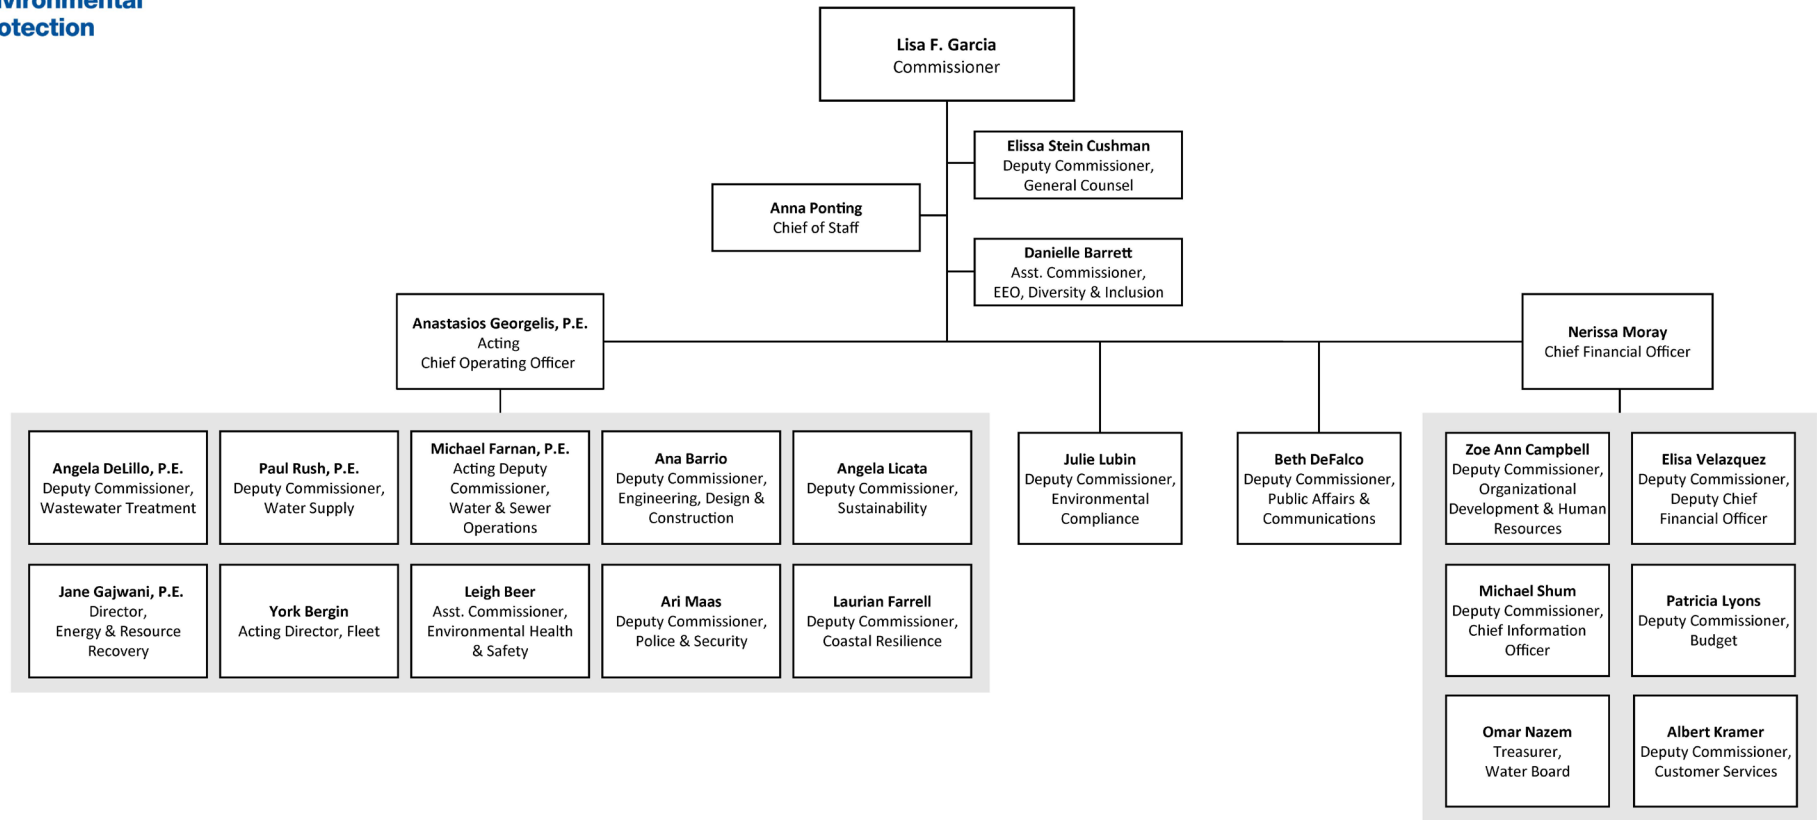 otection
Lisa F. Garcia
Commissioner
Elissa Stein Cushman
Deputy Commissioner,
General Counsel
Anna Ponting
Chief of Staff
Danielle Barrett
Asst. Commissioner,
EEO, Diversity & Inclusion
Anastasios Georgelis, P.E.
Acting
Chief Operating Officer
Nerissa Moray
Chief Financial Officer
Angela DeLillo, P.E.
Deputy Commissioner,
Wastewater Treatment
Paul Rush, P.E.
Deputy Commissioner,
Water Supply
Michael Farnan, P.E.
Acting Deputy
Commissioner,
Water & Sewer
Operations
Ana Barrio
Deputy Commissioner,
Engineering, Design &
Construction
Angela Licata
Deputy Commissioner,
Sustainability
Julie Lubin
Deputy Commissioner,
Environmental
Compliance
Beth DeFalco
Deputy Commissioner,
Public Affairs &
Communications
Zoe Ann Campbell
Deputy Commissioner,
Organizational
Development & Human
Resources
Elisa Velazquez
Deputy Commissioner,
Deputy Chief
Financial Officer
Jane Gajwani, P.E.
Director,
Energy & Resource
Recovery
York Bergin
Acting Director, Fleet
Leigh Beer
Asst. Commissioner,
Environmental Health
& Safety
Ari Maas
Deputy Commissioner,
Police & Security
Laurian Farrell
Deputy Commissioner,
Coastal Resilience
Michael Shum
Deputy Commissioner,
Chief Information
Officer
Patricia Lyons
Deputy Commissioner,
Budget
Omar Nazem
Treasurer,
Water Board
Albert Kramer
Deputy Commissioner,
Customer Services